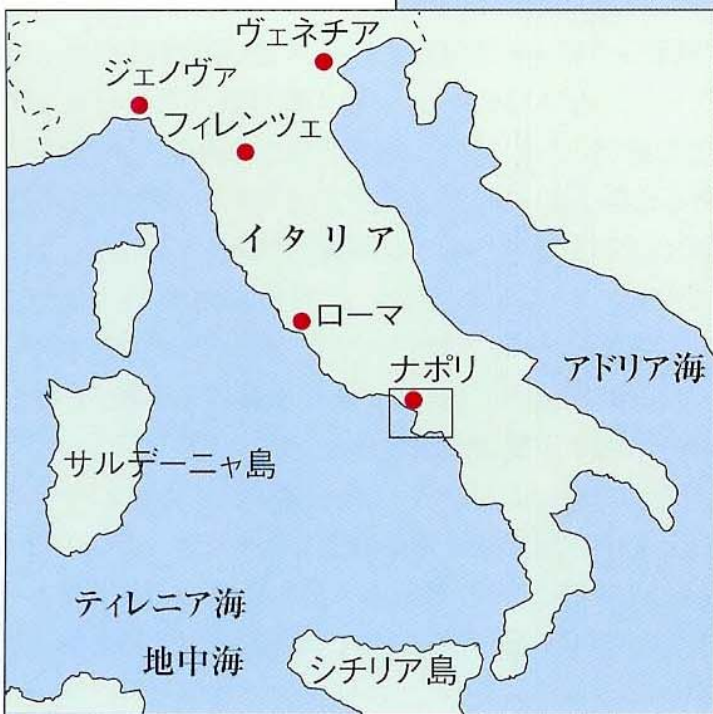 ヴェネチア
ジェノヴァ
フィレンツェ
イタリア
ローマ
ナポリ
アドリア海
サルデーニャ島
ティレニア海
地中海
シチリア島